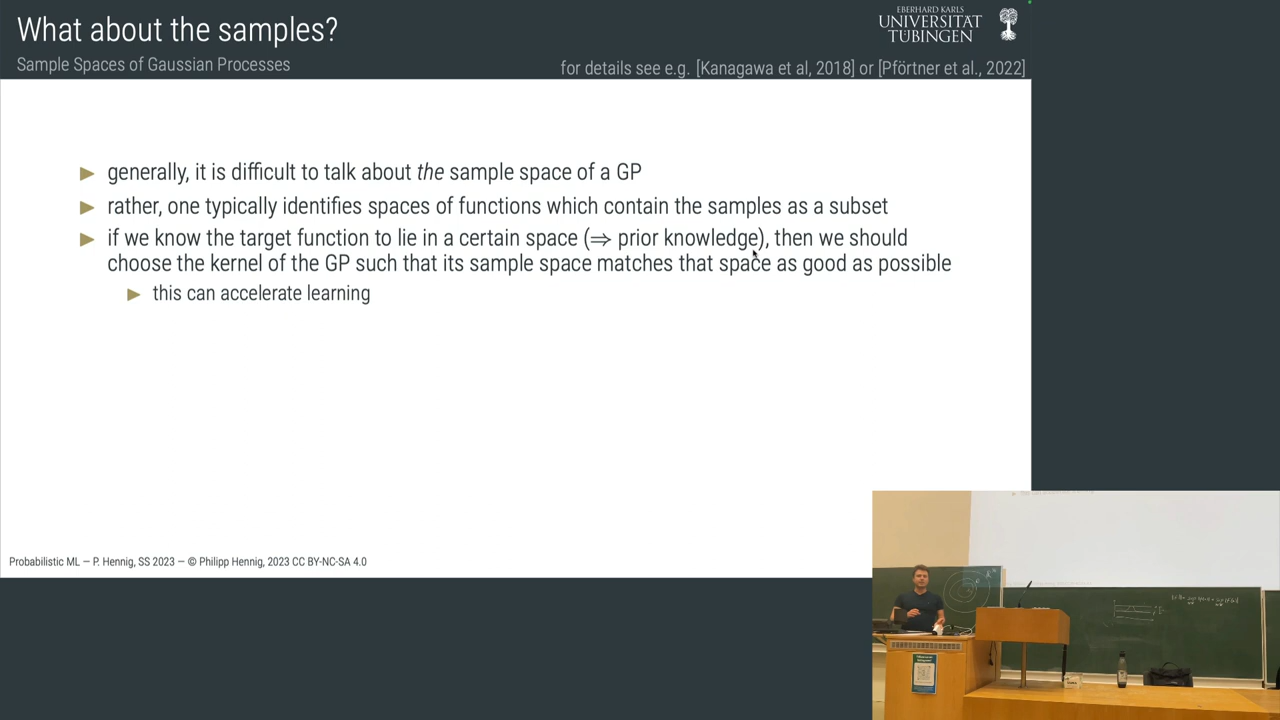 What about the samples?
Sample Spaces of Gaussian Processes
for details see e.g. [Kanagawa et al, 2018] or [Pförtner et al., 2022]
EBERHARD KARLS
UNIVERSITÄT
TÜBINGEN
▶ generally, it is difficult to talk about the sample space of a GP
▶ rather, one typically identifies spaces of functions which contain the samples as a subset
▶ if we know the target function to lie in a certain space (⇒ prior knowledge), then we should
choose the kernel of the GP such that its sample space matches that space as good as possible
▶ this can accelerate learning
Probabilistic ML — P. Hennig, SS 2023 — © Philipp Hennig, 2023 CC BY-NC-SA 4.0